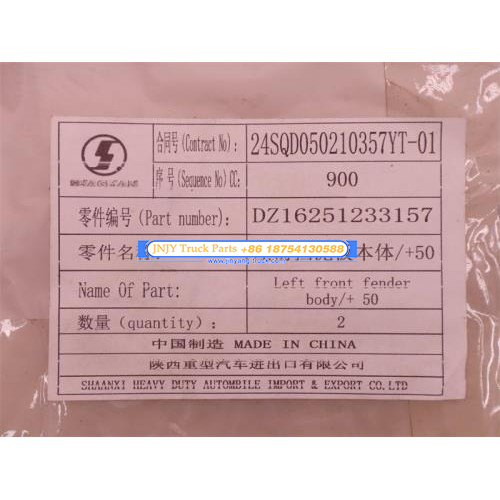 合同号(Contract No): 24SQD050210357YT-01
SHACMAN
序 号(Sequence No)CC: 900
零件编号(Part number): DZ16251233157
零件名称: 本体/+50
JNJY Truck Parts +86 18754130588
Name Of Part: Left front fender body/+ 50
数量(quantity): 2
中国制造 MADE IN CHINA
陕西重型汽车进出口有限公司
SHAANXI HEAVY DUTY AUTOMBILE IMPORT & EXPORT CO.LTD